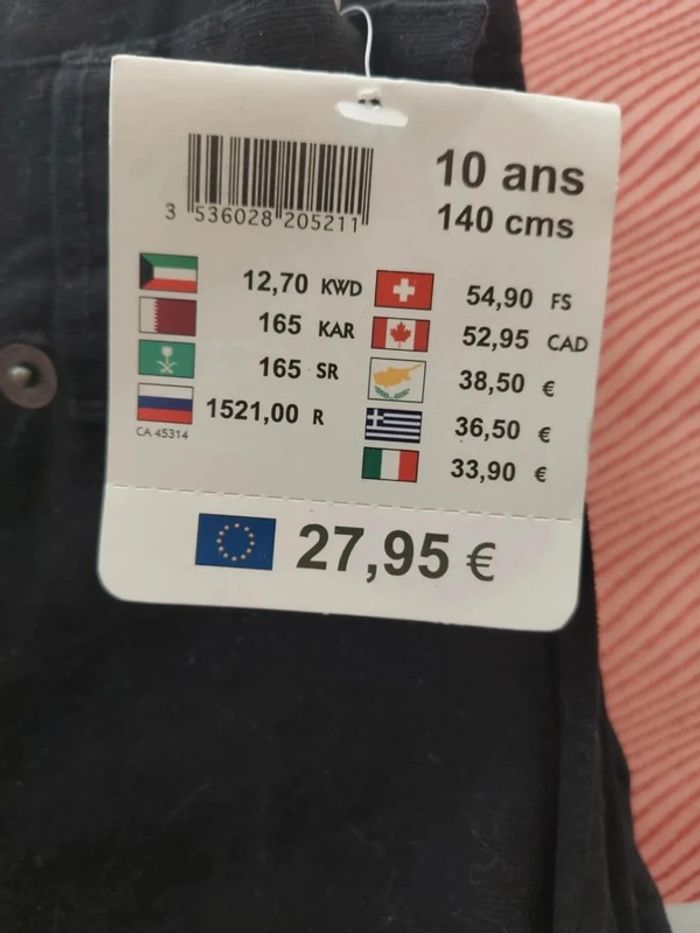 3 536028 205211
10 ans
140 cms
12,70 KWD
165 KAR
165 SR
1521,00 R
CA 45314
54,90 FS
52,95 CAD
38,50 €
36,50 €
33,90 €
27,95 €